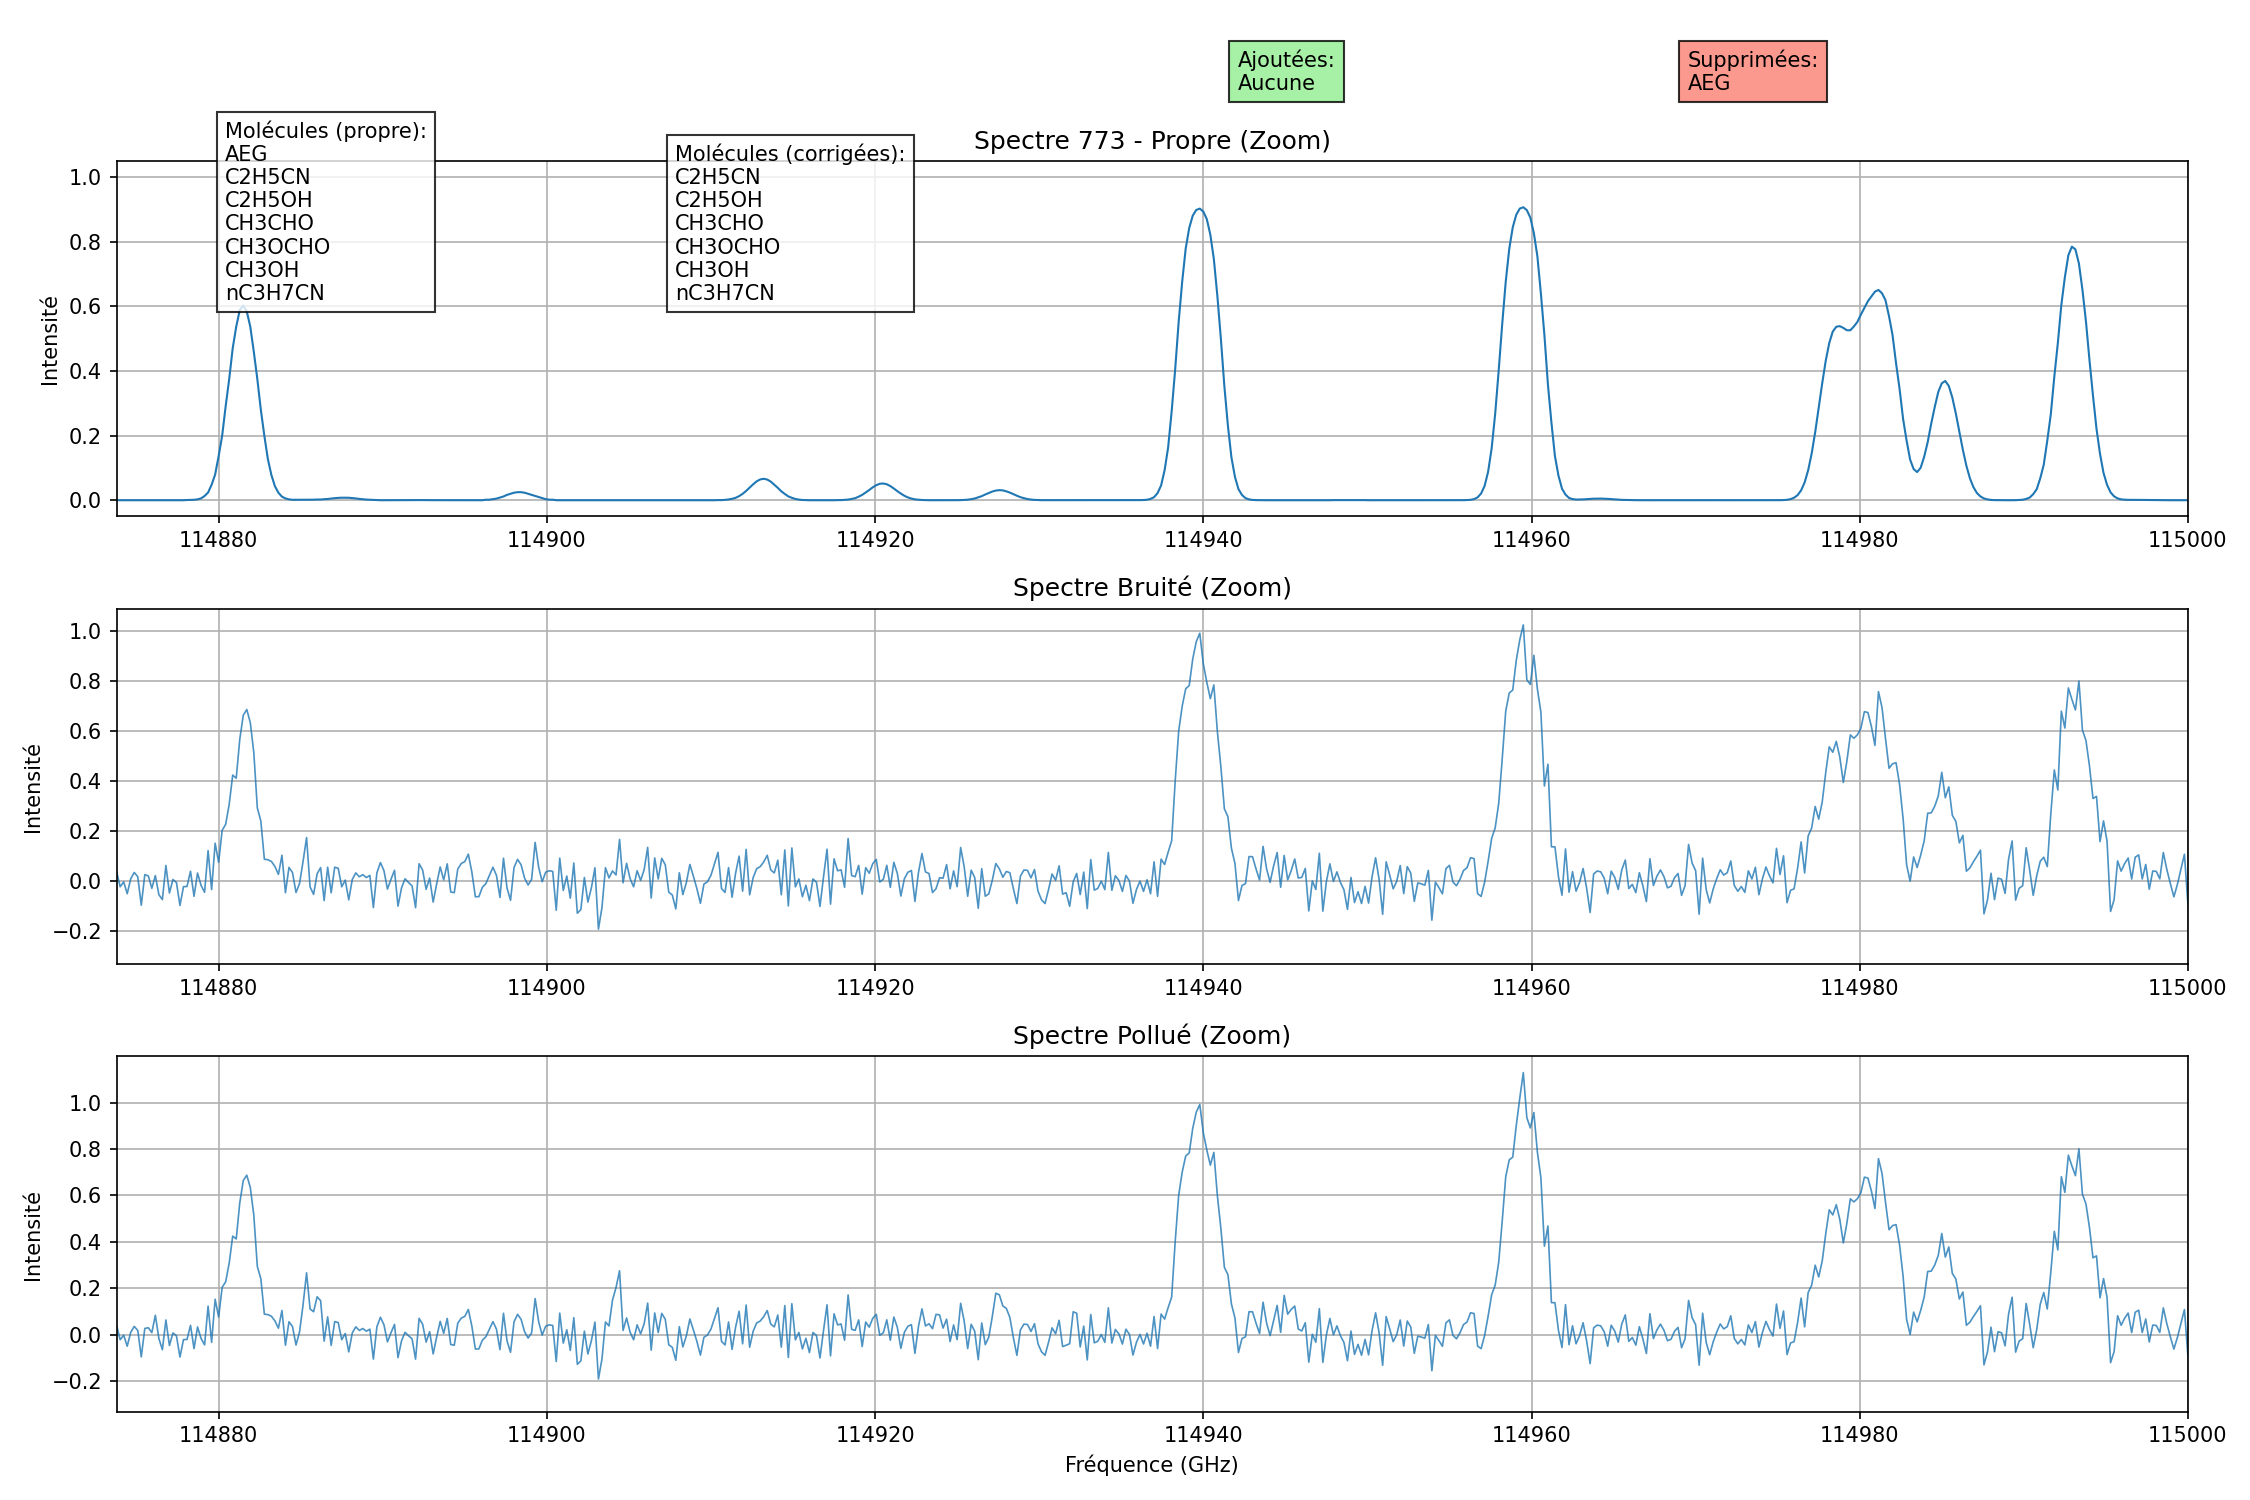 Ajoutées:
Aucune
Supprimées:
AEG
Molécules (propre):
AEG
C2H5CN
C2H5OH
CH3CHO
CH3OCHO
CH3OH
nC3H7CN
Molécules (corrigées):
C2H5CN
C2H5OH
CH3CHO
CH3OCHO
CH3OH
nC3H7CN
Spectre 773 - Propre (Zoom)
Intensité
1.0
0.8
0.6
0.4
0.2
0.0
114880 114900 114920 114940 114960 114980 115000
Spectre Bruité (Zoom)
Intensité
1.0
0.8
0.6
0.4
0.2
0.0
−0.2
114880 114900 114920 114940 114960 114980 115000
Spectre Pollué (Zoom)
Intensité
1.0
0.8
0.6
0.4
0.2
0.0
−0.2
114880 114900 114920 114940 114960 114980 115000
Fréquence (GHz)